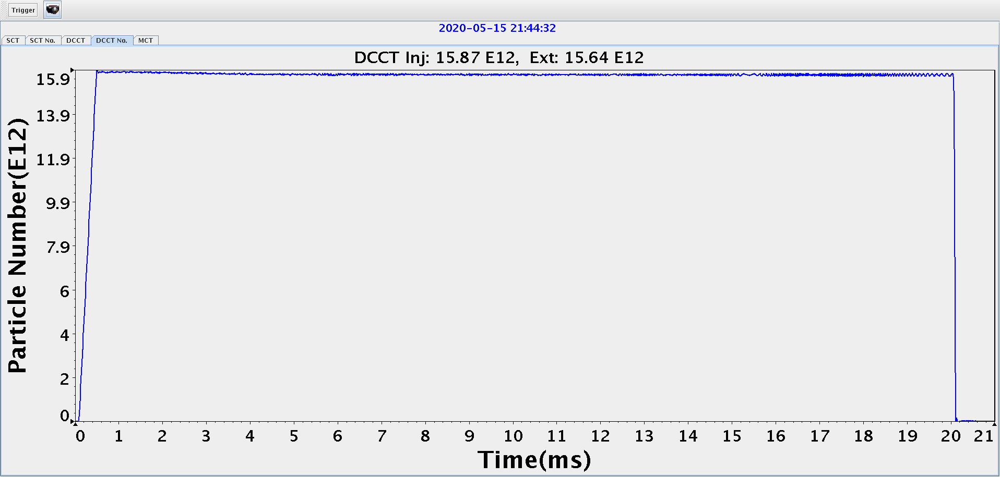 Trigger
2020-05-15 21:44:32
SCT SCT No. DCCT DCCT No. MCT
DCCT Inj: 15.87 E12, Ext: 15.64 E12
Particle Number(E12)
15.9
13.9
11.9
9.9
7.9
6
4
2
0
0 1 2 3 4 5 6 7 8 9 10 11 12 13 14 15 16 17 18 19 20 21
Time(ms)